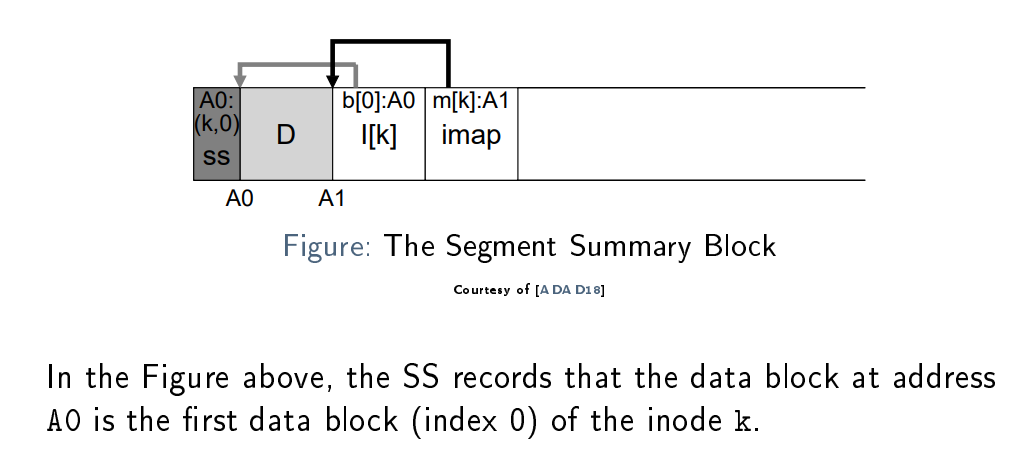 A0: b[0]:A0 m[k]:A1
(k,0) D I[k] imap
ss
A0 A1
Figure: The Segment Summary Block
Courtesy of [ADAD18]
In the Figure above, the SS records that the data block at address
A0 is the first data block (index 0) of the inode k.